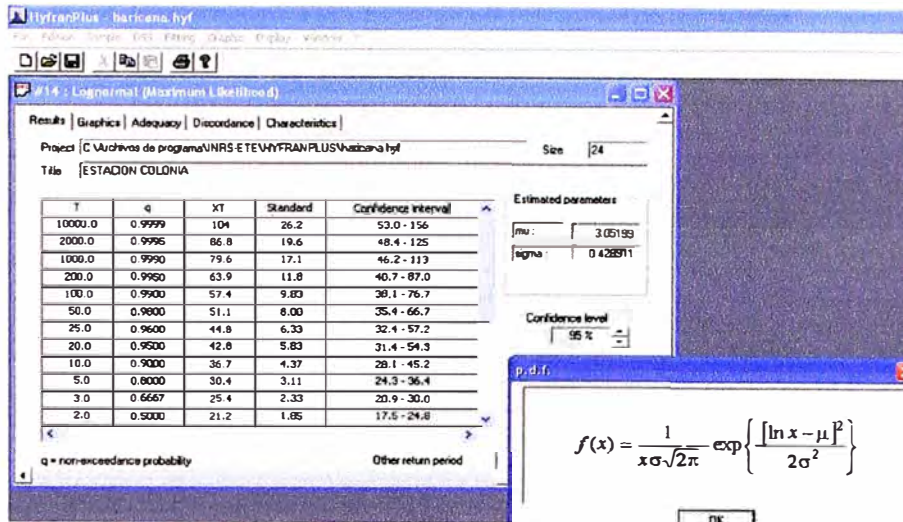 HyfranPlus - haricana.hyf
#14 : Lognormal (Maximum Likelihood)
Results | Graphics | Adequacy | Discordance | Characteristics |
Project C:\Archivos de programa\INRS-ETE\HYFRANPLUS\haricana.hyf Size 24
Title ESTACION COLONIA
T q XT Standard Confidence interval
10000.0 0.9999 104 26.2 53.0 - 156
2000.0 0.9995 86.8 19.6 48.4 - 125
1000.0 0.9990 79.6 17.1 46.2 - 113
200.0 0.9950 63.9 11.8 40.7 - 87.0
100.0 0.9900 57.4 9.83 38.1 - 76.7
50.0 0.9800 51.1 8.00 35.4 - 66.7
25.0 0.9600 44.8 6.33 32.4 - 57.2
20.0 0.9500 42.8 5.83 31.4 - 54.3
10.0 0.9000 36.7 4.37 28.1 - 45.2
5.0 0.8000 30.4 3.11 24.3 - 36.4
3.0 0.6667 25.4 2.33 20.9 - 30.0
2.0 0.5000 21.2 1.85 17.5 - 24.8
q = non-exceedance probability Other return period
Estimated parameters
mu : 3.05199
sigma : 0.428911
Confidence level
95 %
p.d.f.
f(x) = 1 / xσ√2π exp{ [ln x − μ]² / 2σ² }
OK